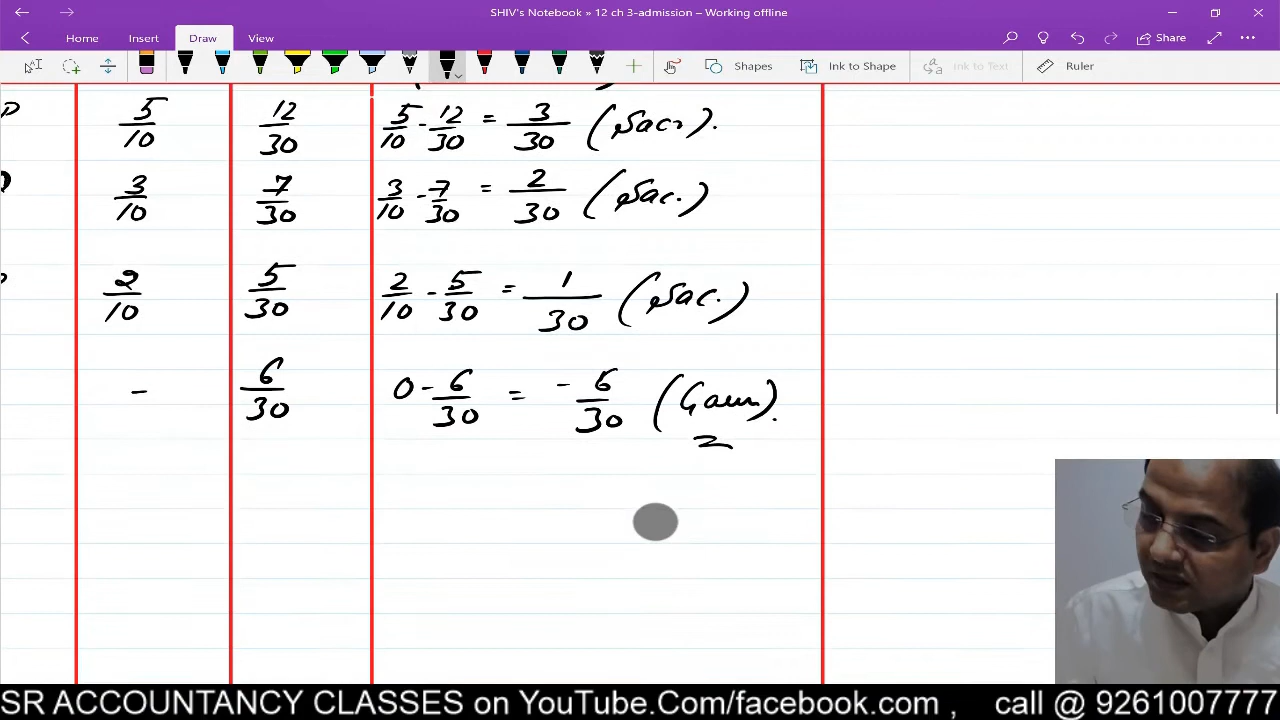 SHIV's Notebook » 12 ch 3-admission – Working offline
Home Insert Draw View Share
Shapes Ink to Shape Ink to Text Ruler
5/10 12/30 5/10 - 12/30 = 3/30 (Sacr).
3/10 7/30 3/10 - 7/30 = 2/30 (Sac.)
2/10 5/30 2/10 - 5/30 = 1/30 (Sac.)
- 6/30 0 - 6/30 = - 6/30 (Gain).
SR ACCOUNTANCY CLASSES on YouTube.Com/facebook.com , call @ 9261007777